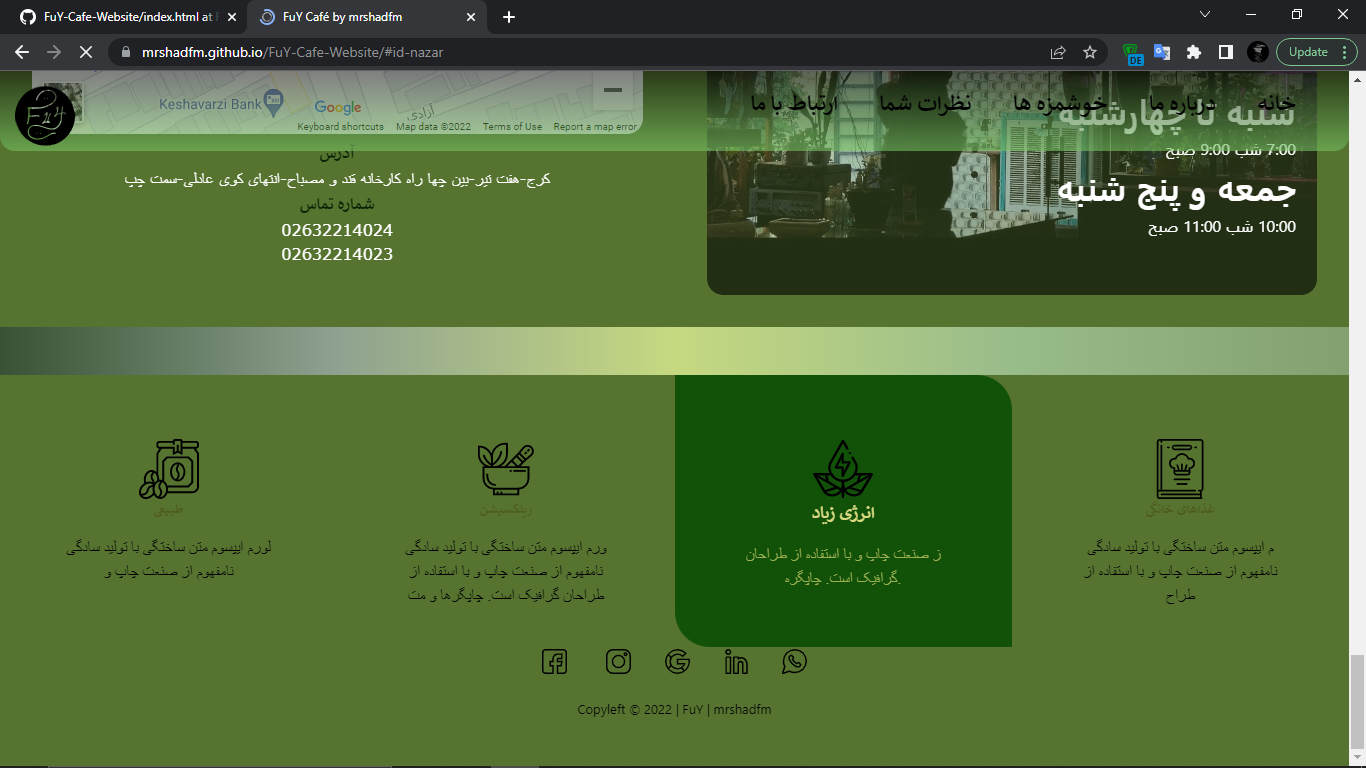 FuY-Cafe-Website/index.html at
FuY Café by mrshadfm
mrshadfm.github.io/FuY-Cafe-Website/#id-nazar
Update
DE
FuY
خانه
درباره ما
خوشمزه ها
نظرات شما
ارتباط با ما
Keshavarzi Bank
Google
آزادی
Keyboard shortcuts
Map data ©2022
Terms of Use
Report a map error
شنبه تا چهارشنبه
7:00 شب 9:00 صبح
جمعه و پنج شنبه
10:00 شب 11:00 صبح
آدرس
کرج-هفت تیر-بین چها راه کارخانه قند و مصباح-انتهای کوی عادلی-سمت چپ
شماره تماس
02632214024
02632214023
غذاهای خانگی
م ایپسوم متن ساختگی با تولید سادگی
نامفهوم از صنعت چاپ و با استفاده از
طراح
انرژی زیاد
ز صنعت چاپ و با استفاده از طراحان
گرافیک است. چاپگره.
ریلکسیشن
ورم ایپسوم متن ساختگی با تولید سادگی
نامفهوم از صنعت چاپ و با استفاده از
طراحان گرافیک است. چاپگرها و مت
طبیعی
لورم ایپسوم متن ساختگی با تولید سادگی
نامفهوم از صنعت چاپ و
Copyleft © 2022 | FuY | mrshadfm